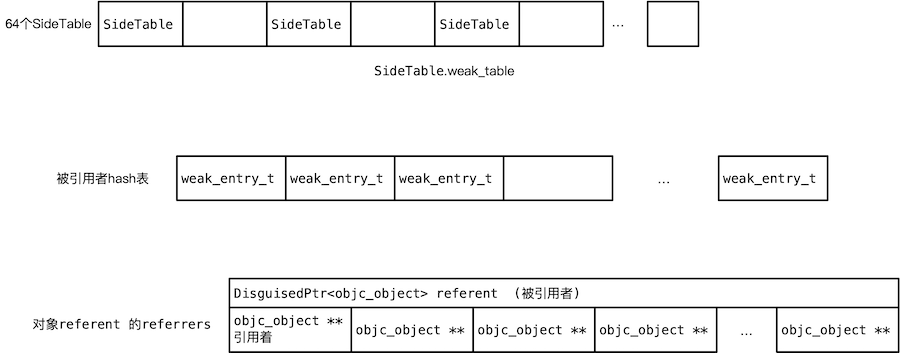 64个SideTable SideTable SideTable SideTable ...
SideTable.weak_table
被引用者hash表 weak_entry_t weak_entry_t weak_entry_t ... weak_entry_t
DisguisedPtr<objc_object> referent (被引用者)
对象referent 的referrers
objc_object **
引用着
objc_object ** objc_object ** objc_object ** ... objc_object **